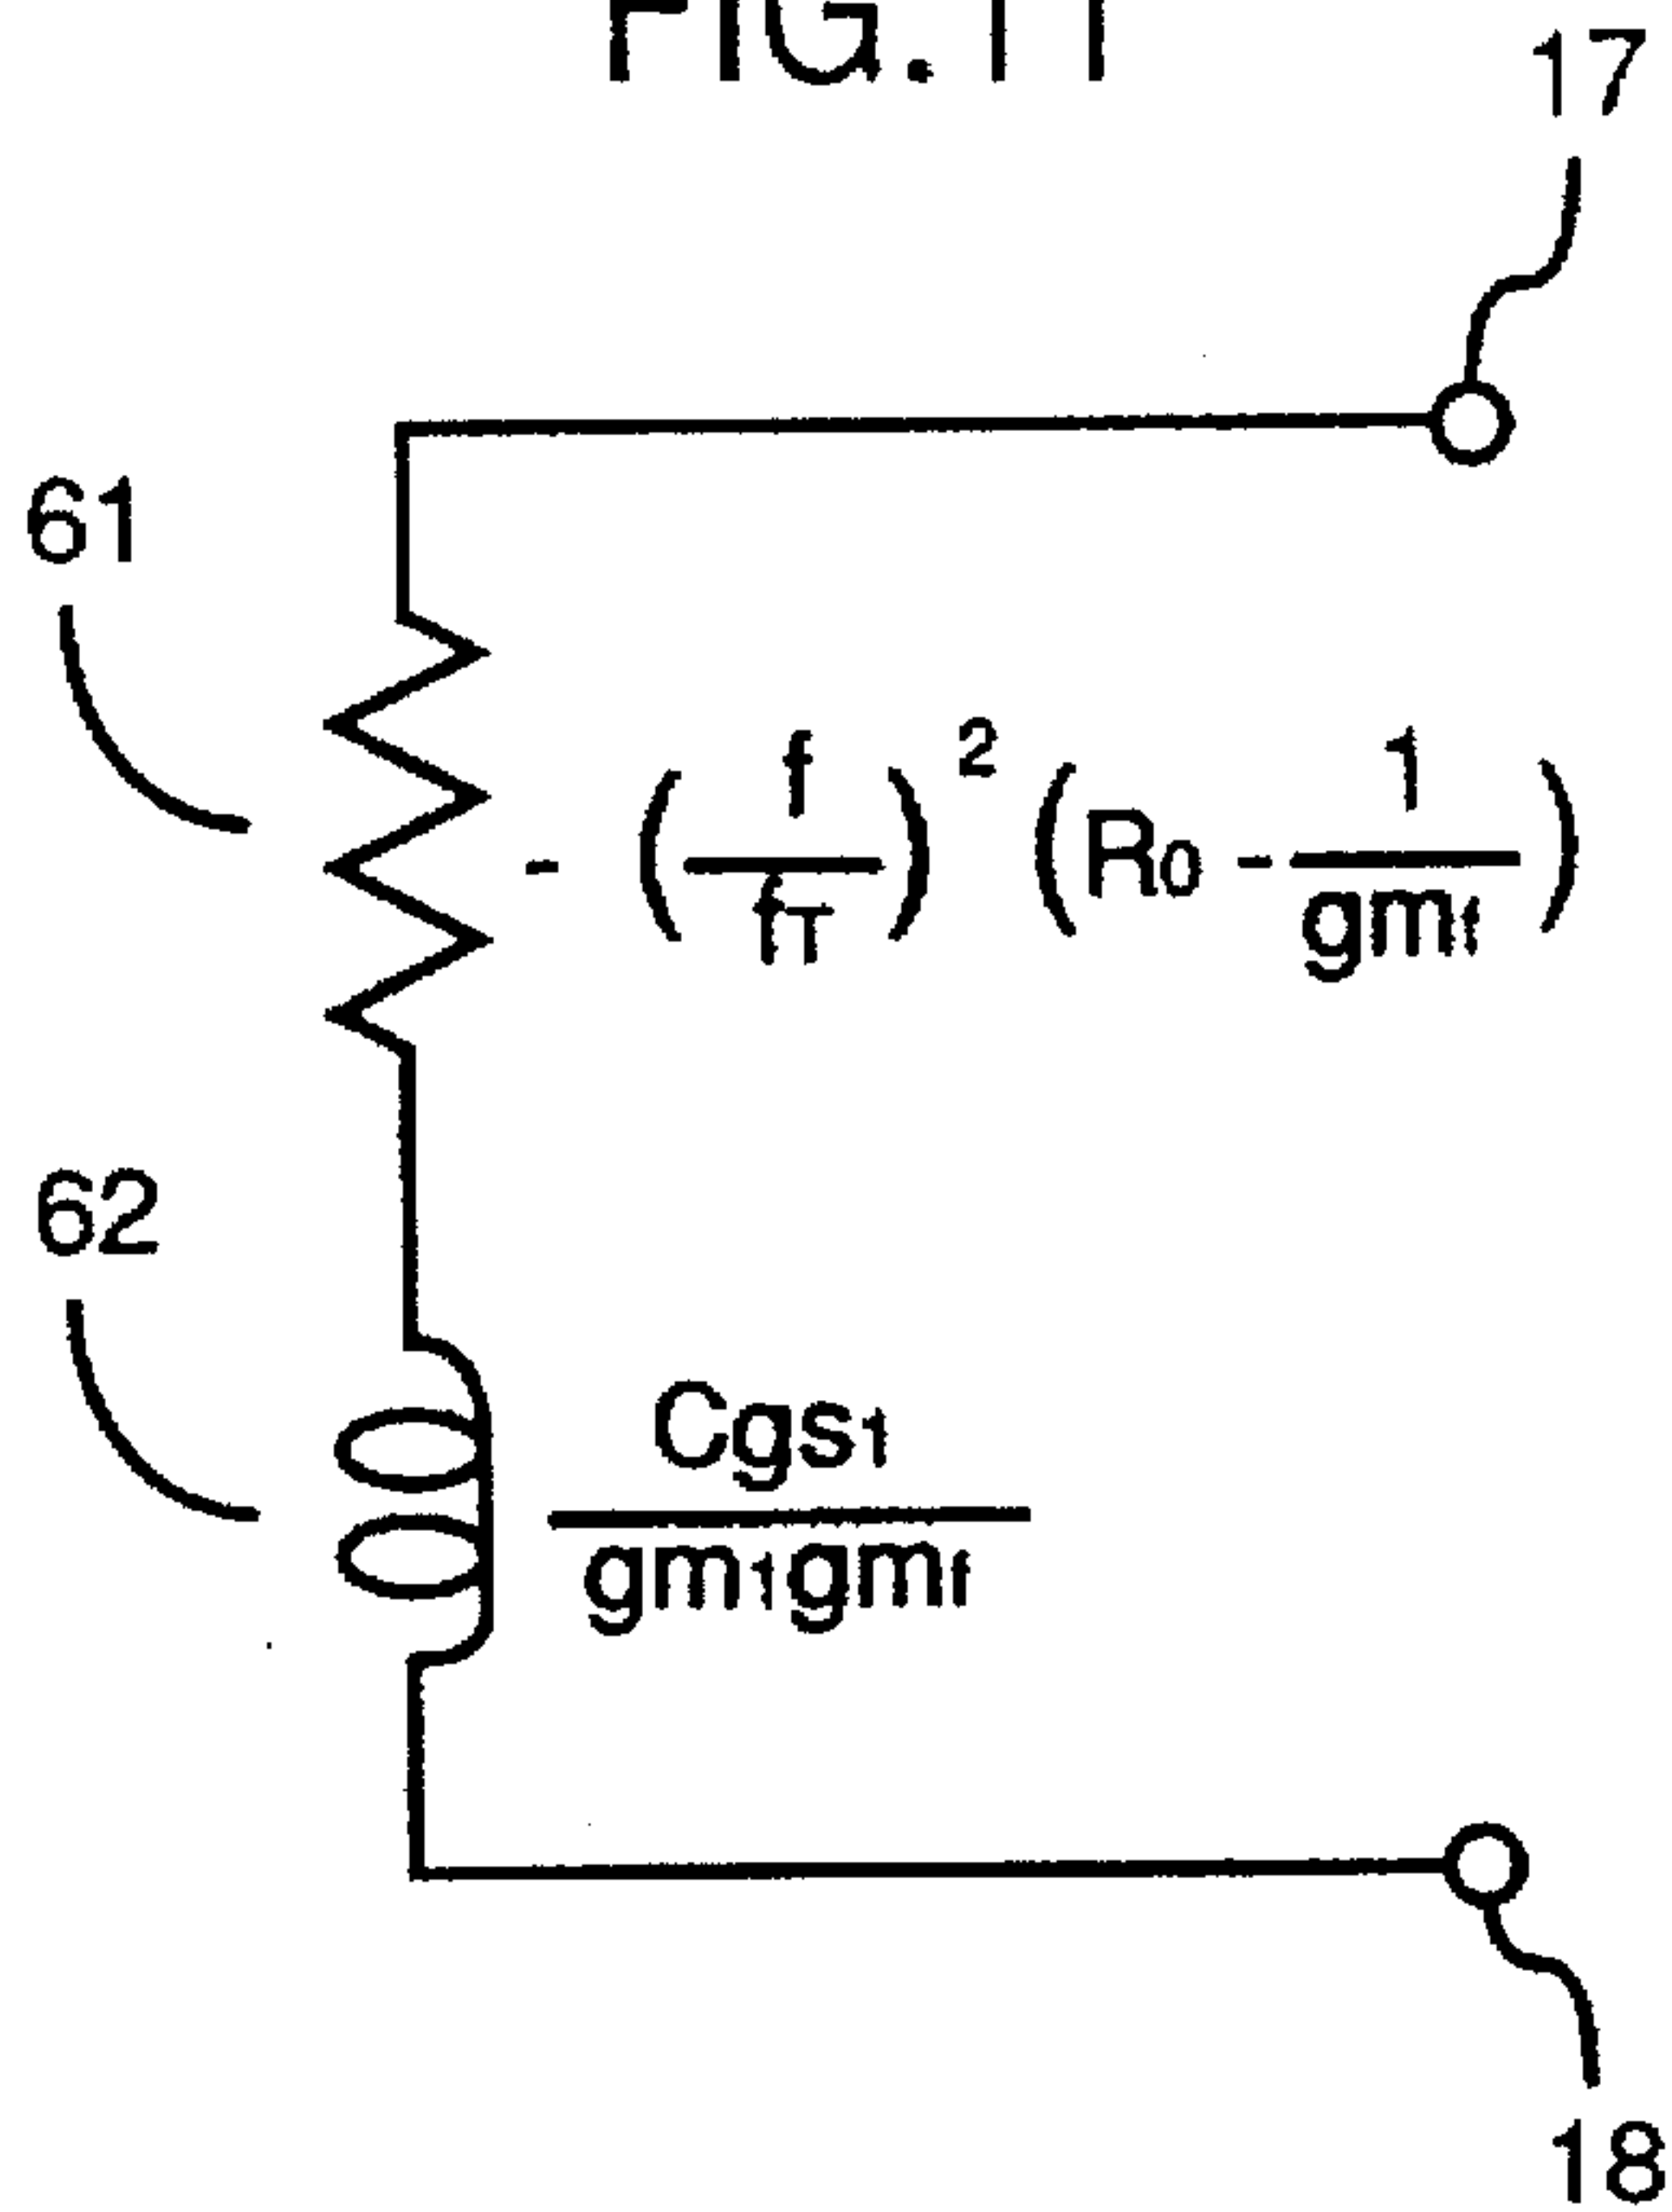 FIG. 11
17
61
- ( f / fT )² ( R0 - 1 / gmf )
62
Cgs1
gm1gmf
18